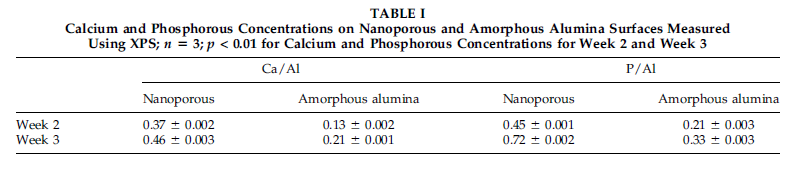 TABLE I
Calcium and Phosphorous Concentrations on Nanoporous and Amorphous Alumina Surfaces Measured
Using XPS; n = 3; p < 0.01 for Calcium and Phosphorous Concentrations for Week 2 and Week 3
Ca/Al P/Al
Nanoporous Amorphous alumina Nanoporous Amorphous alumina
Week 2 0.37 ± 0.002 0.13 ± 0.002 0.45 ± 0.001 0.21 ± 0.003
Week 3 0.46 ± 0.003 0.21 ± 0.001 0.72 ± 0.002 0.33 ± 0.003